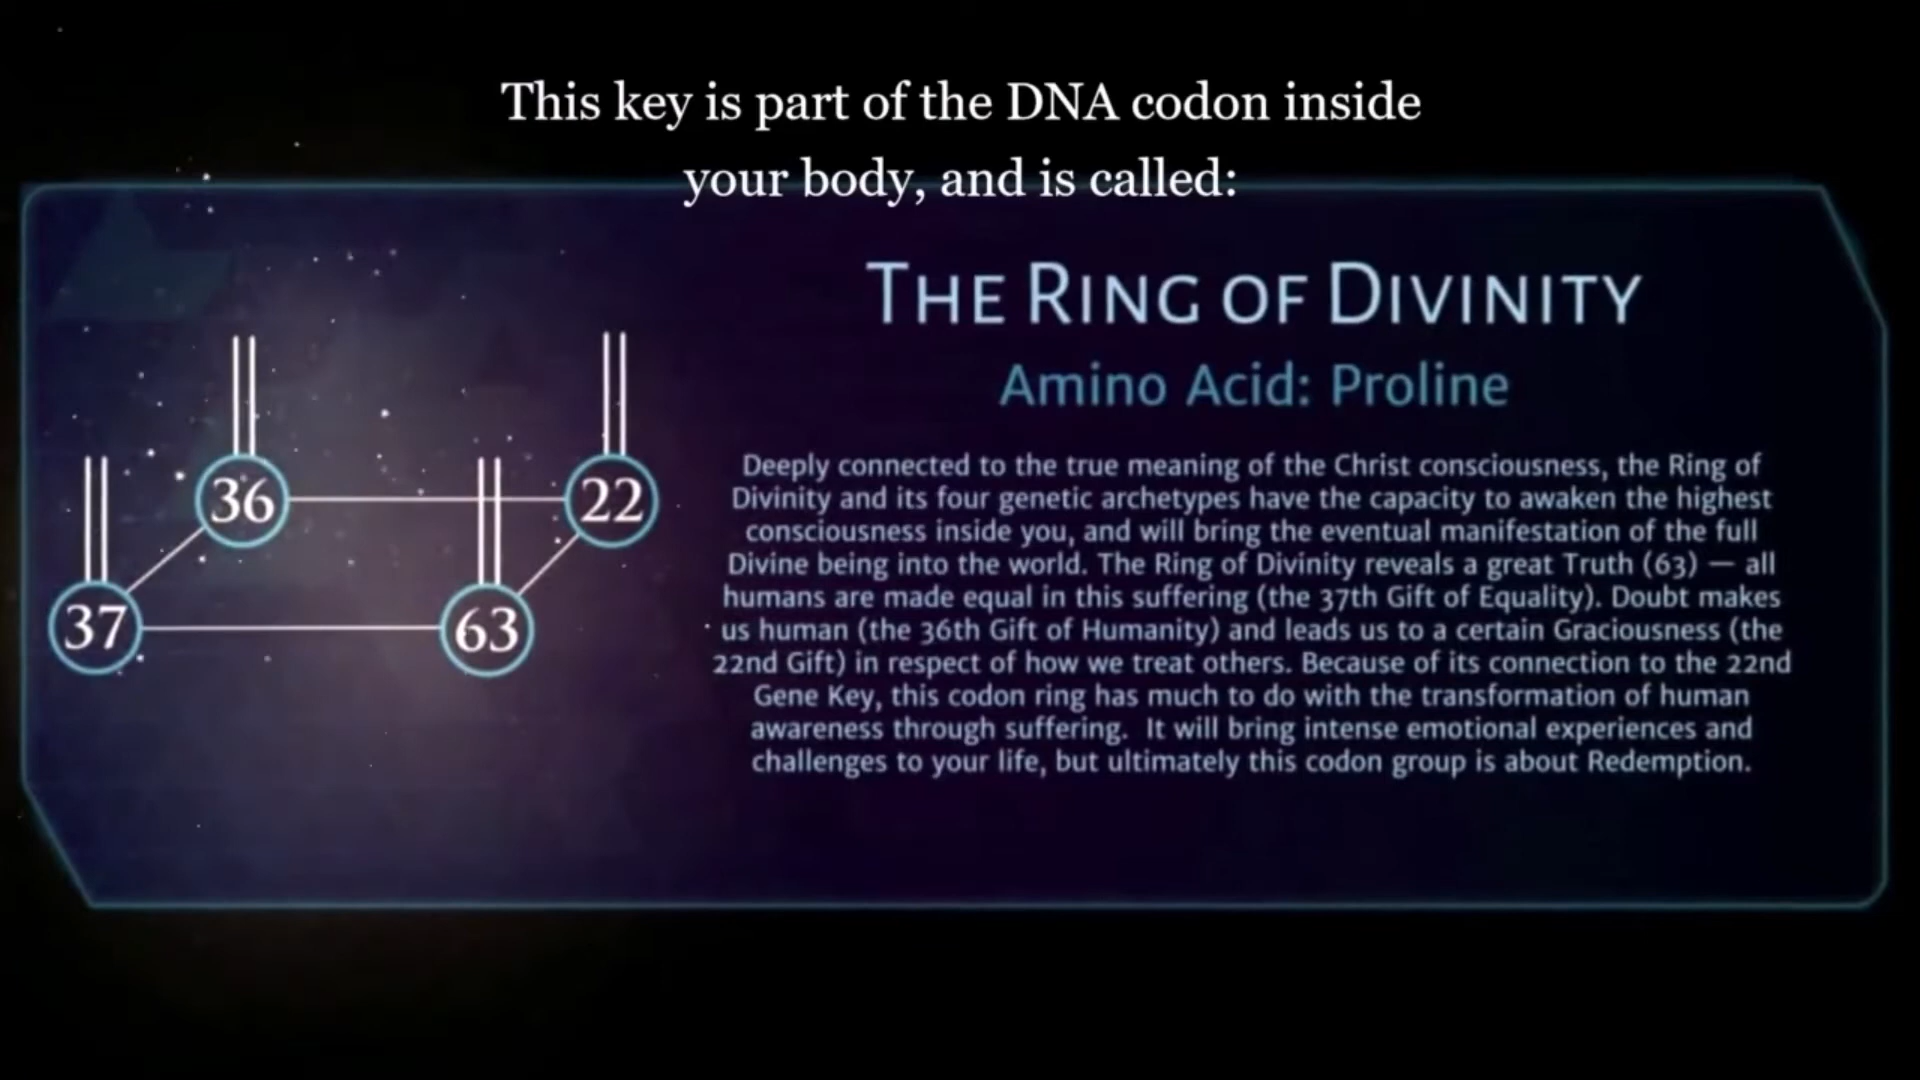 This key is part of the DNA codon inside
your body, and is called:
THE RING OF DIVINITY
Amino Acid: Proline
Deeply connected to the true meaning of the Christ consciousness, the Ring of
Divinity and its four genetic archetypes have the capacity to awaken the highest
consciousness inside you, and will bring the eventual manifestation of the full
Divine being into the world. The Ring of Divinity reveals a great Truth (63) — all
humans are made equal in this suffering (the 37th Gift of Equality). Doubt makes
us human (the 36th Gift of Humanity) and leads us to a certain Graciousness (the
22nd Gift) in respect of how we treat others. Because of its connection to the 22nd
Gene Key, this codon ring has much to do with the transformation of human
awareness through suffering.  It will bring intense emotional experiences and
challenges to your life, but ultimately this codon group is about Redemption.
36
22
37
63